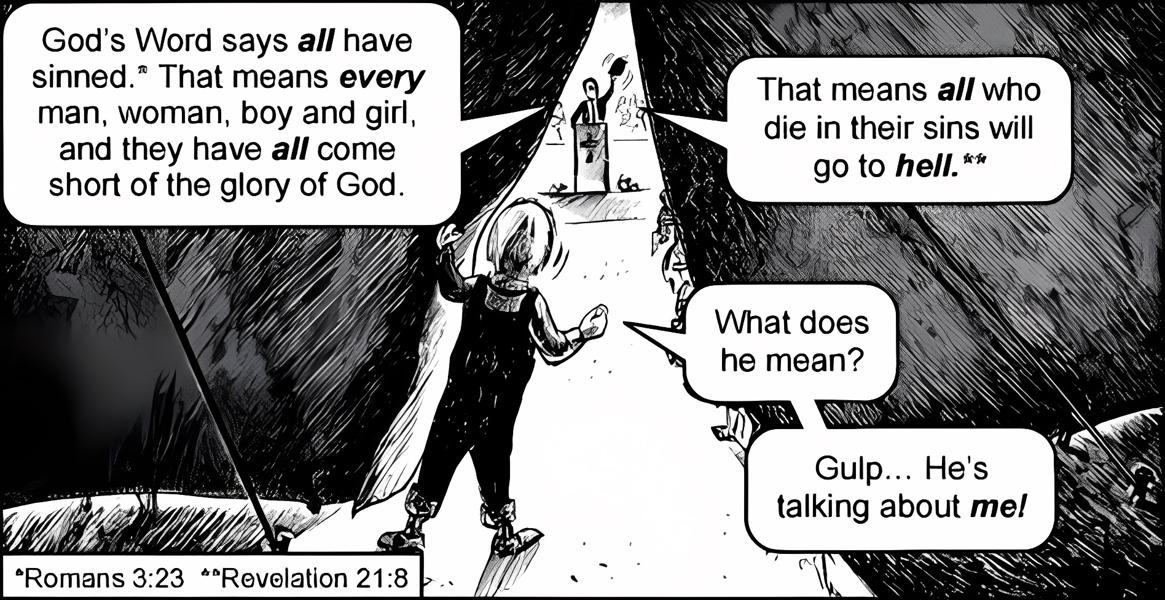 God's Word says all have
sinned.* That means every
man, woman, boy and girl,
and they have all come
short of the glory of God.
That means all who
die in their sins will
go to hell.**
What does
he mean?
Gulp... He's
talking about me!
*Romans 3:23 **Revolation 21:8